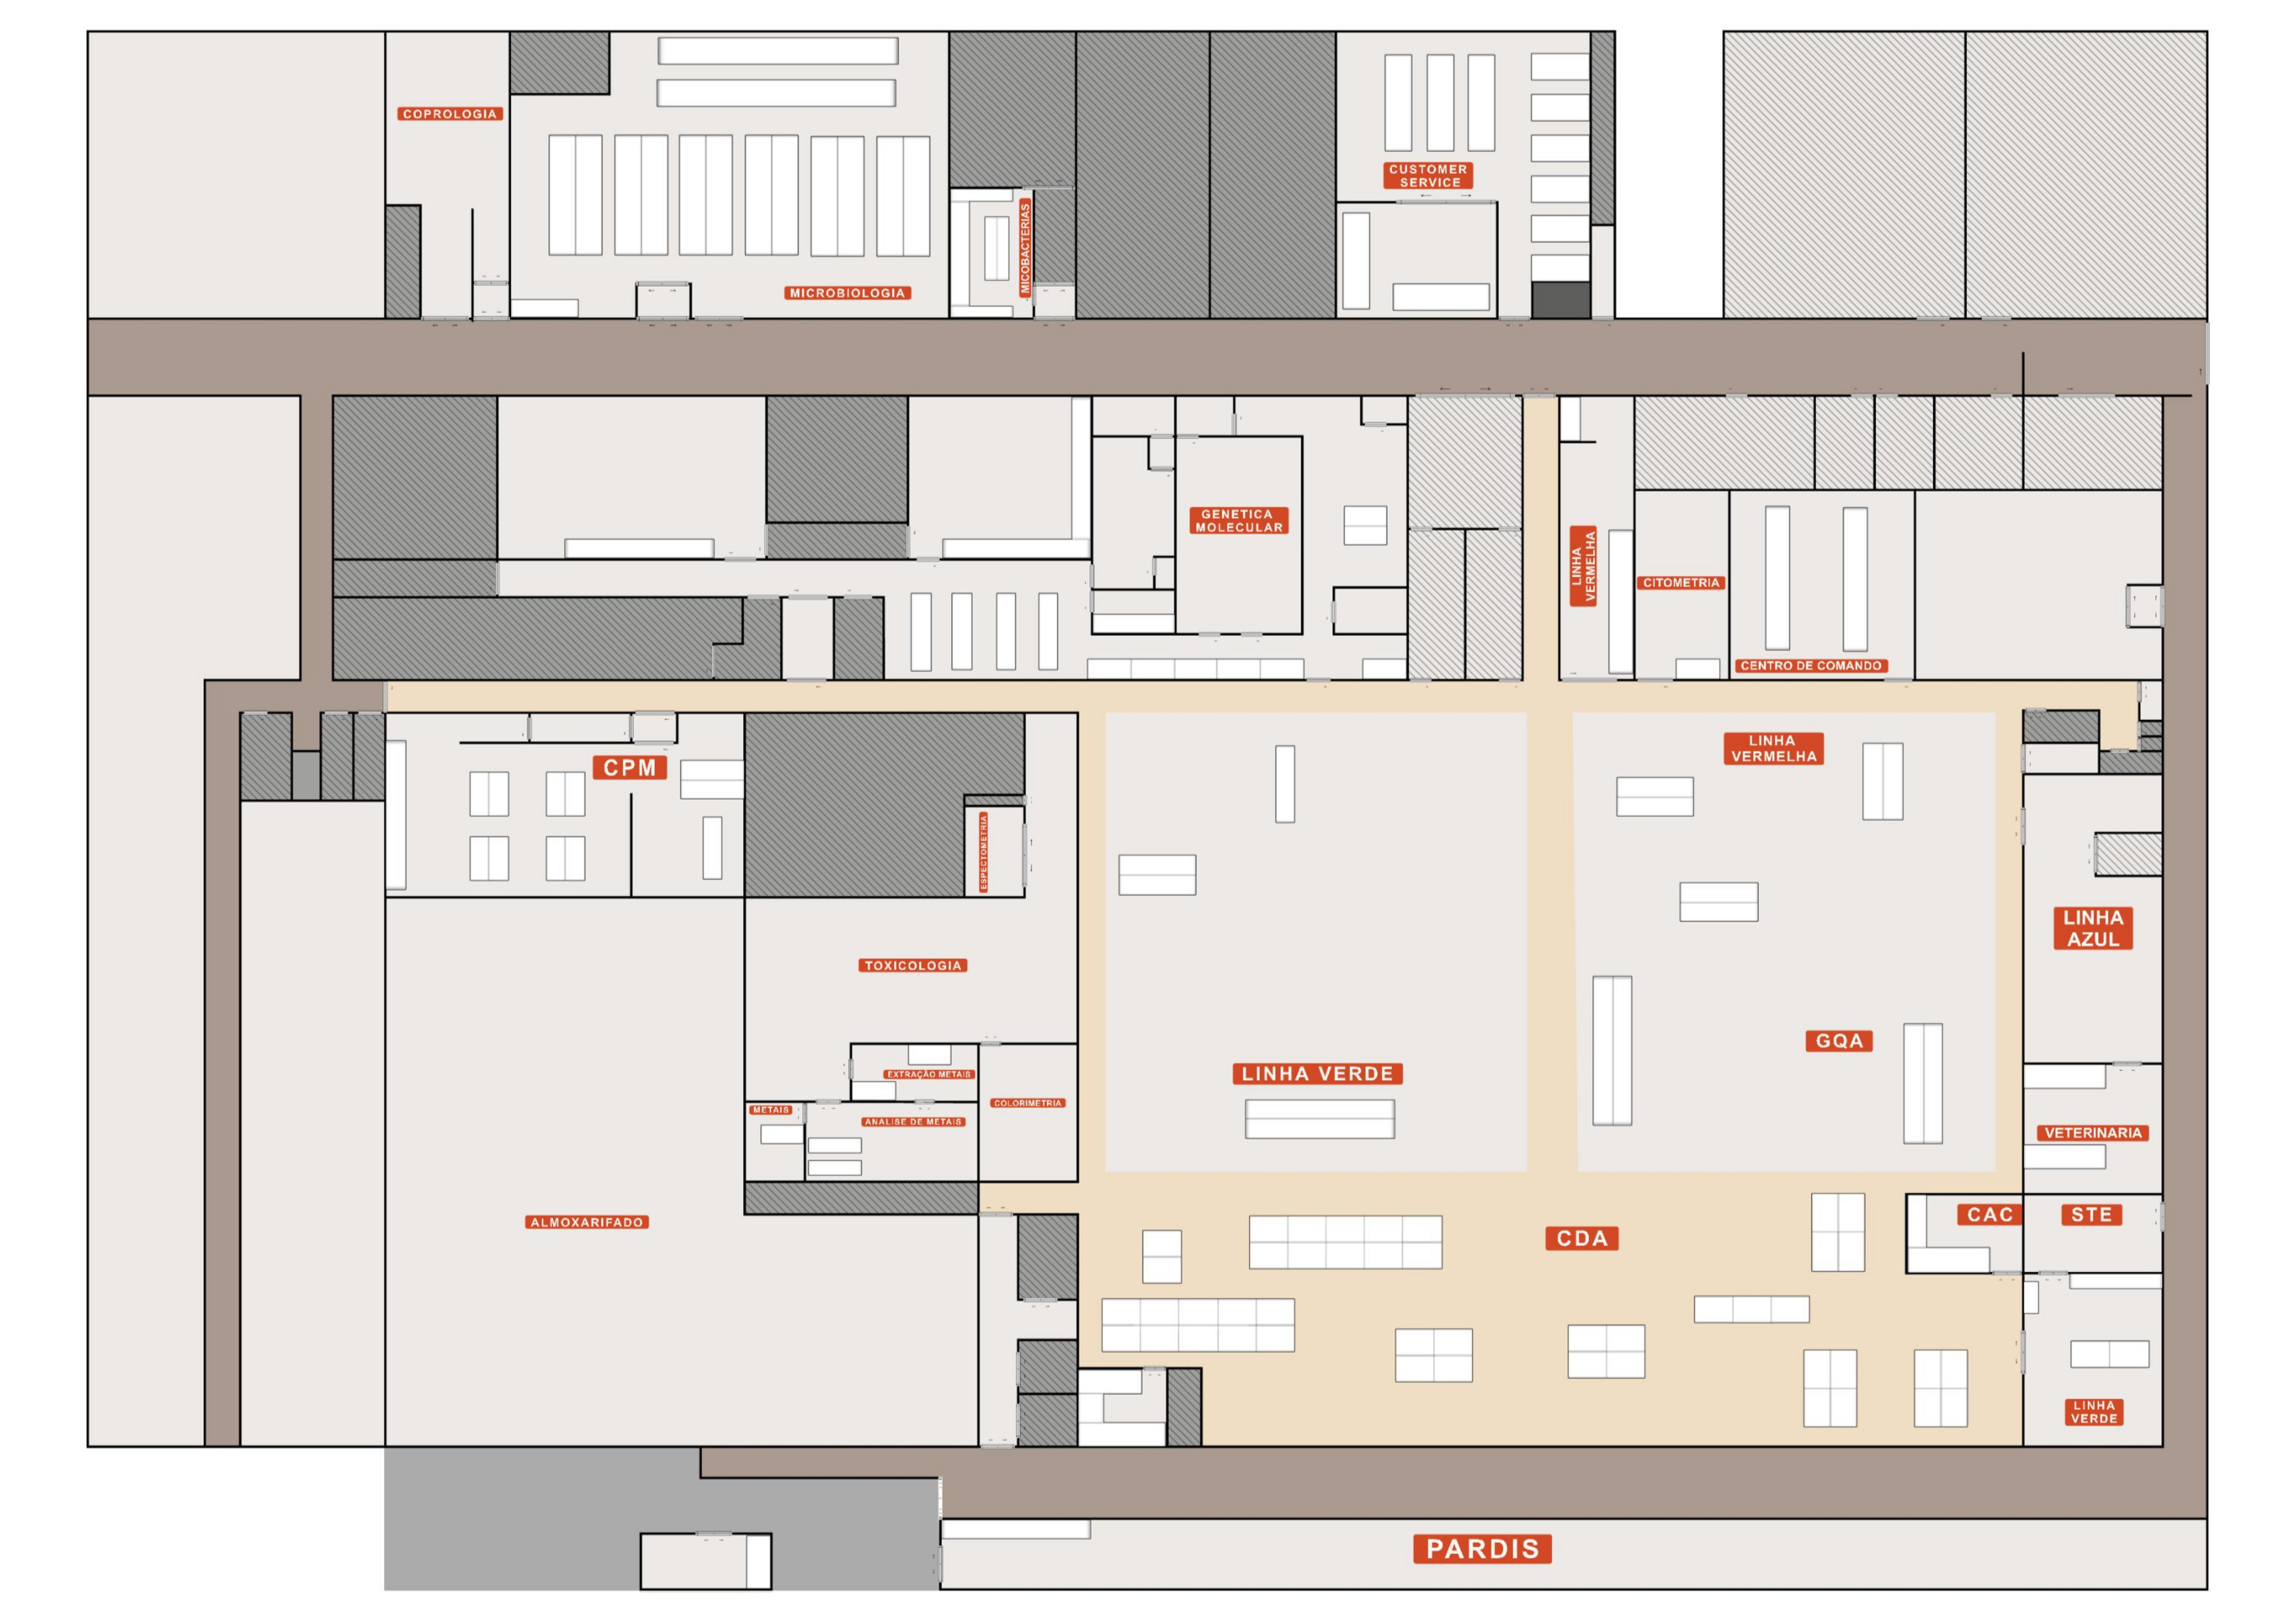 COPROLOGIA
MICROBIOLOGIA
MICOBACTERIAS
CUSTOMER
SERVICE
GENETICA
MOLECULAR
LINHA
VERMELHA
CITOMETRIA
CENTRO DE COMANDO
CPM
ESPECTOMETRIA
LINHA
VERMELHA
LINHA
AZUL
TOXICOLOGIA
GQA
LINHA VERDE
EXTRAÇÃO METAIS
COLORIMETRIA
METAIS
ANALISE DE METAIS
VETERINARIA
ALMOXARIFADO
CDA
CAC
STE
LINHA
VERDE
PARDIS